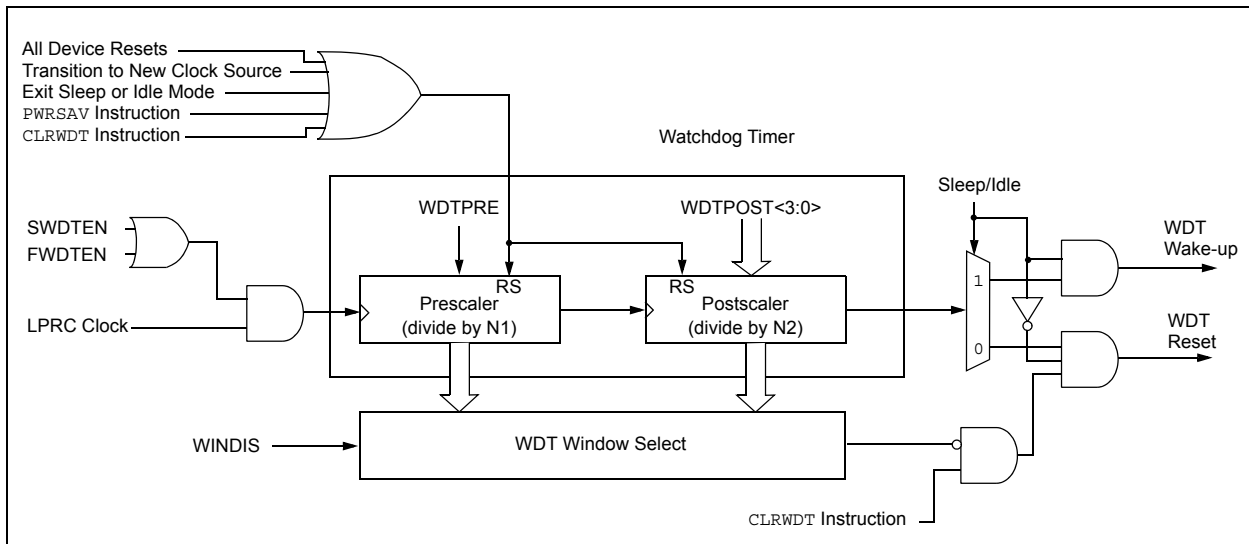 All Device Resets
Transition to New Clock Source
Exit Sleep or Idle Mode
PWRSAV Instruction
CLRWDT Instruction
Watchdog Timer
Sleep/Idle
WDTPRE
WDTPOST<3:0>
SWDTEN
FWDTEN
WDT
Wake-up
RS
RS
1
Prescaler
(divide by N1)
Postscaler
(divide by N2)
LPRC Clock
WDT
Reset
0
WINDIS
WDT Window Select
CLRWDT Instruction